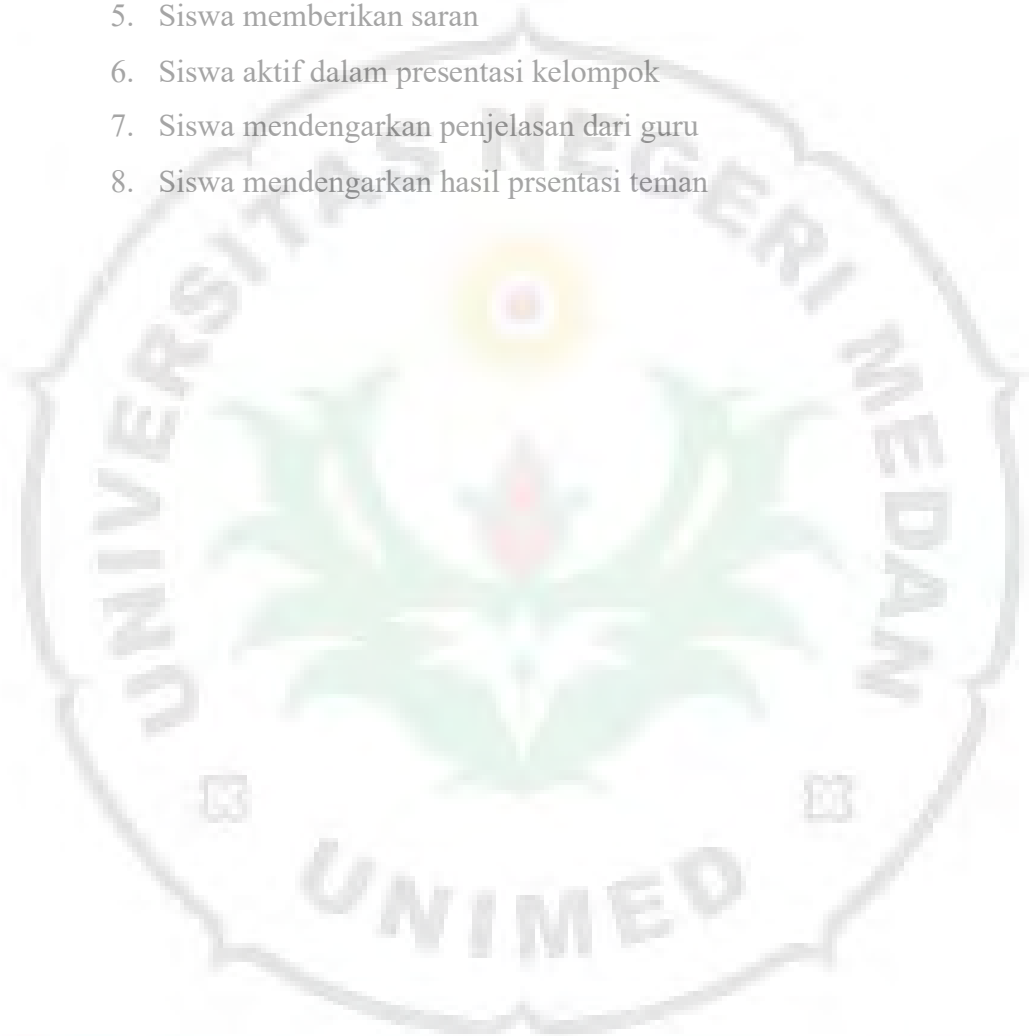 5. Siswa memberikan saran
6. Siswa aktif dalam presentasi kelompok
7. Siswa mendengarkan penjelasan dari guru
8. Siswa mendengarkan hasil prsentasi teman
UNIVERSITAS NEGERI MEDAN
UNIMED